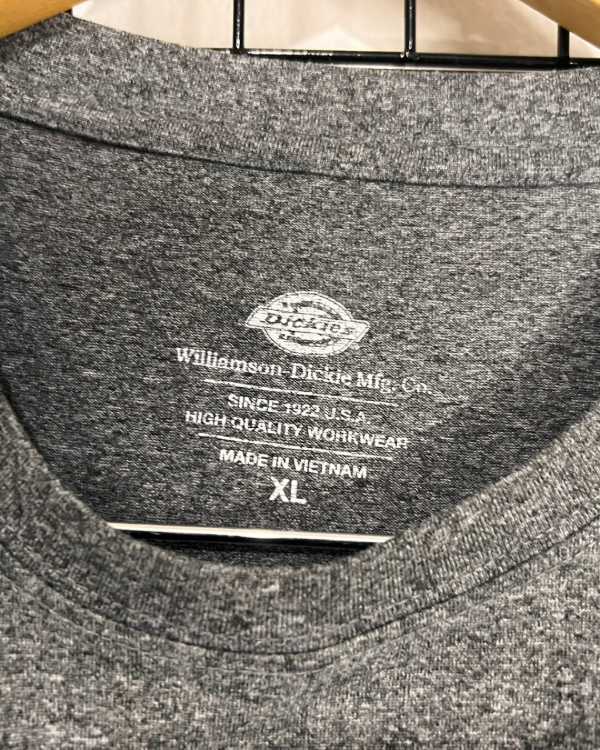 Dickies
Williamson-Dickie Mfg. Co.
SINCE 1922 U.S.A
HIGH QUALITY WORKWEAR
MADE IN VIETNAM
XL